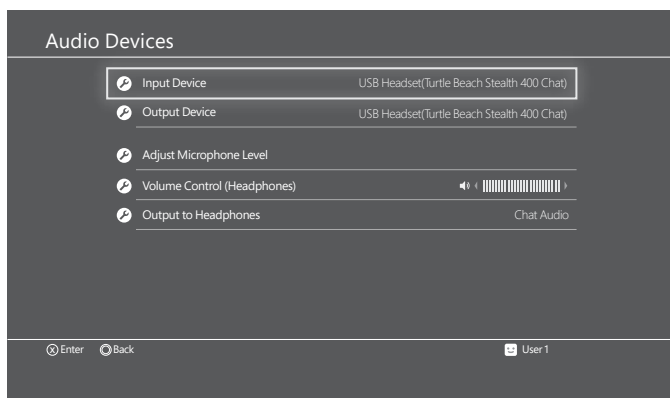 Audio Devices
Input Device USB Headset(Turtle Beach Stealth 400 Chat)
Output Device USB Headset(Turtle Beach Stealth 400 Chat)
Adjust Microphone Level
Volume Control (Headphones)
Output to Headphones Chat Audio
Enter Back User 1